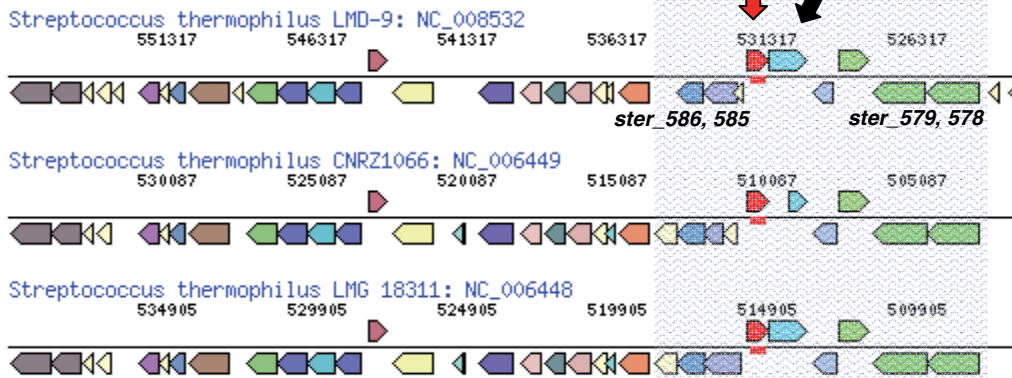 Streptococcus thermophilus LMD-9: NC_008532
551317 546317 541317 536317 531317 526317
ster_586, 585 ster_579, 578
Streptococcus thermophilus CNRZ1066: NC_006449
530087 525087 520087 515087 510087 505087
Streptococcus thermophilus LMG 18311: NC_006448
534905 529905 524905 519905 514905 509905